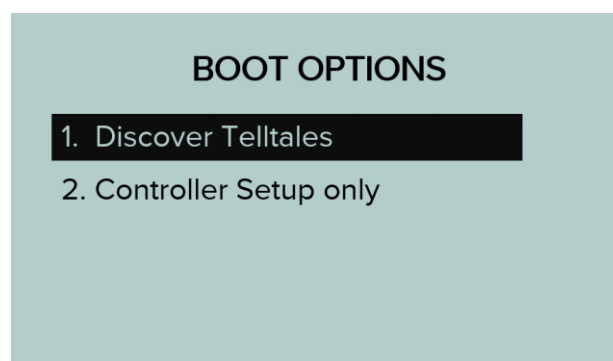 BOOT OPTIONS
1. Discover Telltales
2. Controller Setup only